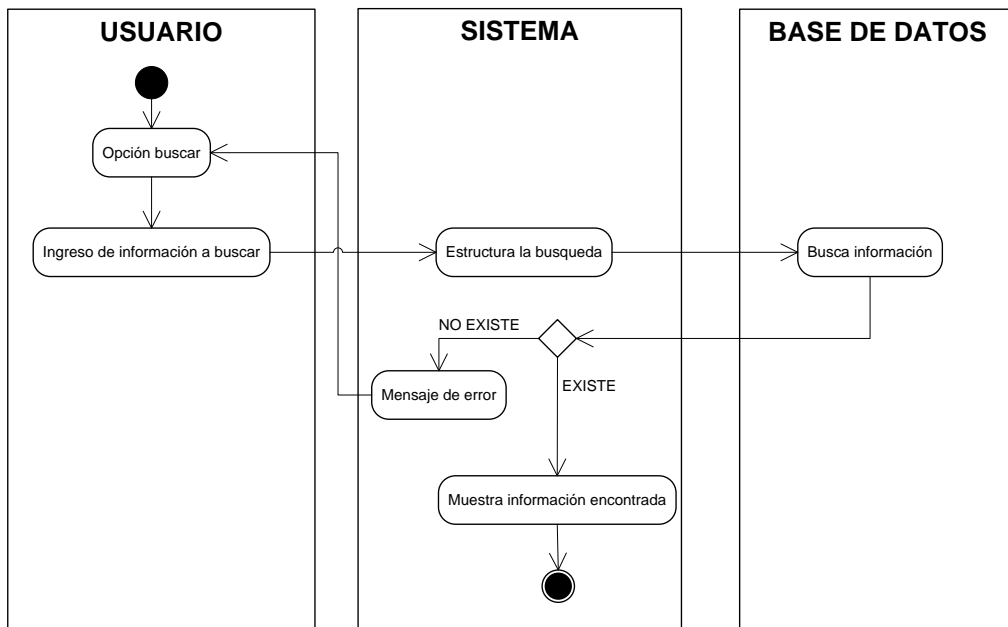 USUARIO
SISTEMA
BASE DE DATOS
Opción buscar
Ingreso de información a buscar
Estructura la busqueda
Busca información
NO EXISTE
Mensaje de error
EXISTE
Muestra información encontrada